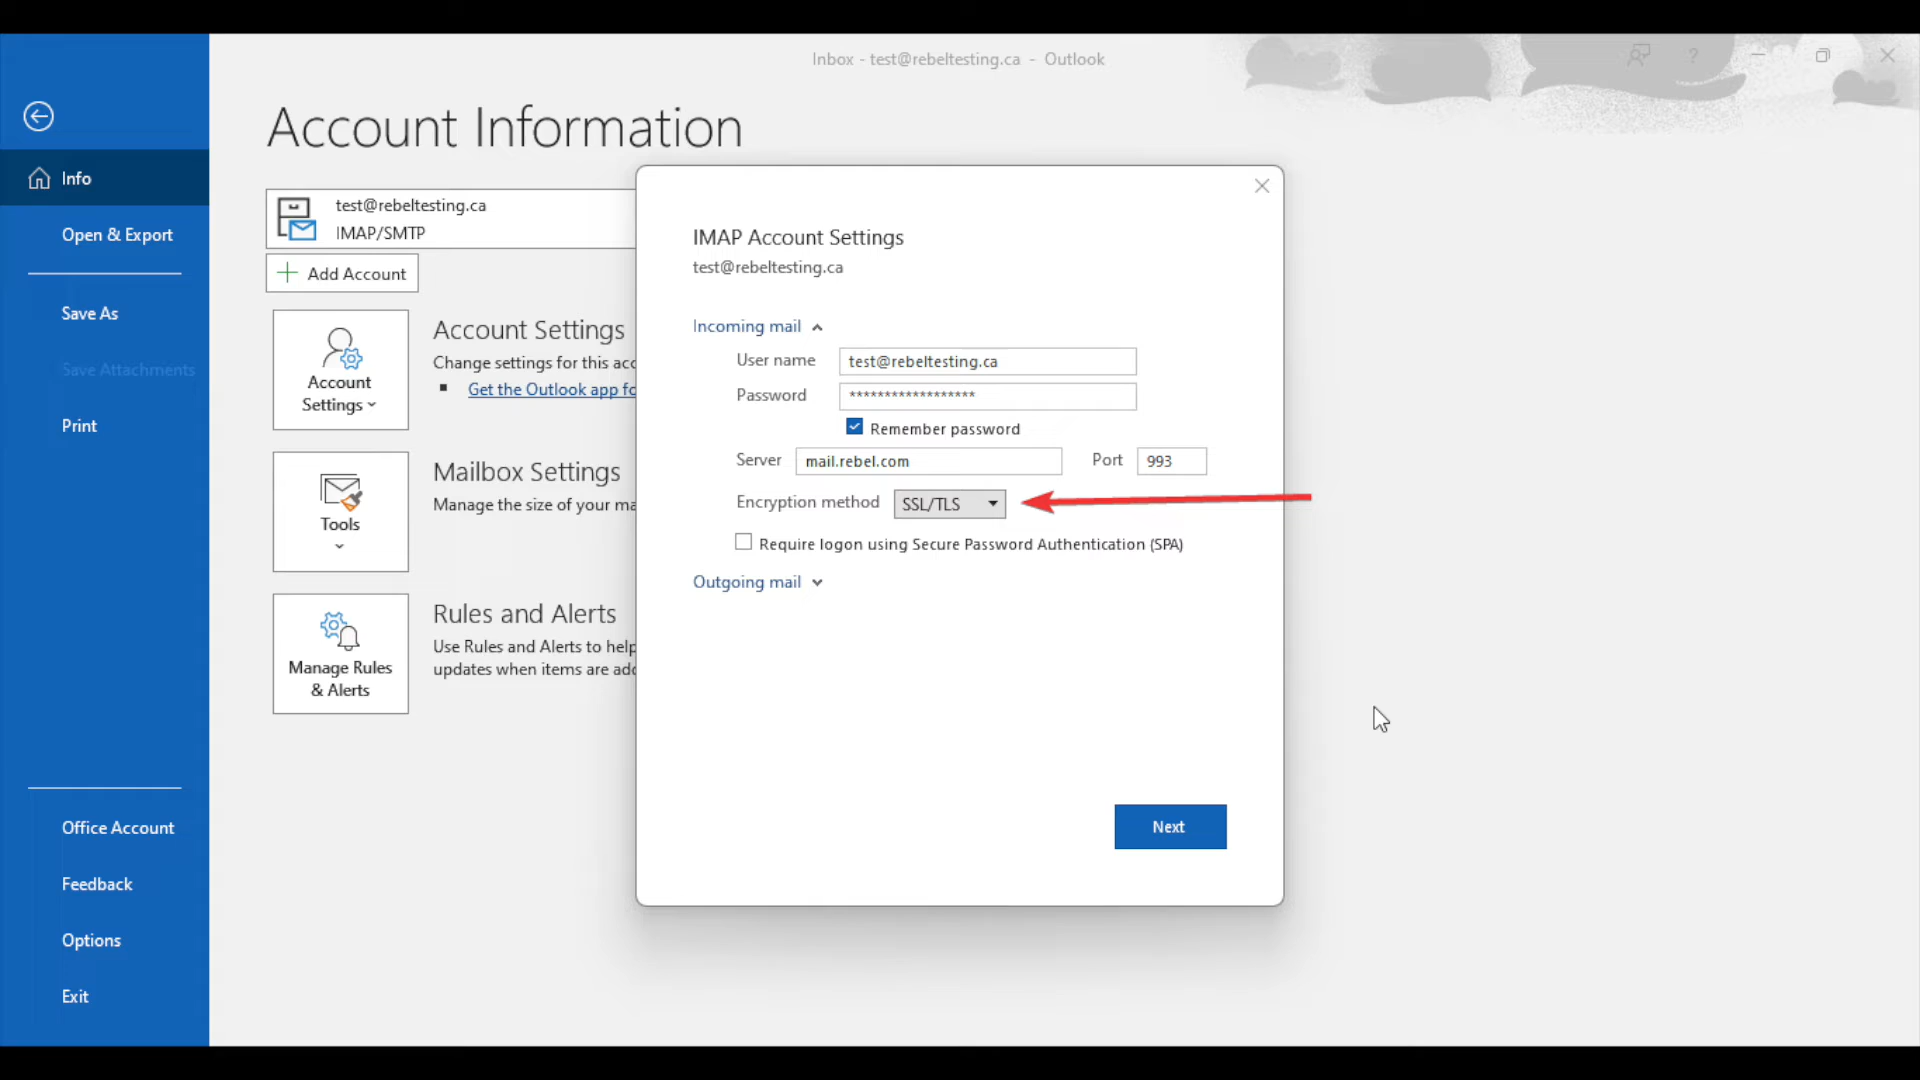 Inbox - test@rebeltesting.ca - Outlook
?
Account Information
Info
Open & Export
Save As
Save Attachments
Print
Office Account
Feedback
Options
Exit
test@rebeltesting.ca
IMAP/SMTP
Add Account
Account
Settings
Account Settings
Change settings for this acc
Get the Outlook app fo
Tools
Mailbox Settings
Manage the size of your ma
Manage Rules
& Alerts
Rules and Alerts
Use Rules and Alerts to help
updates when items are add
IMAP Account Settings
test@rebeltesting.ca
Incoming mail
User name test@rebeltesting.ca
Password ******************
Remember password
Server mail.rebel.com Port 993
Encryption method SSL/TLS
Require logon using Secure Password Authentication (SPA)
Outgoing mail
Next